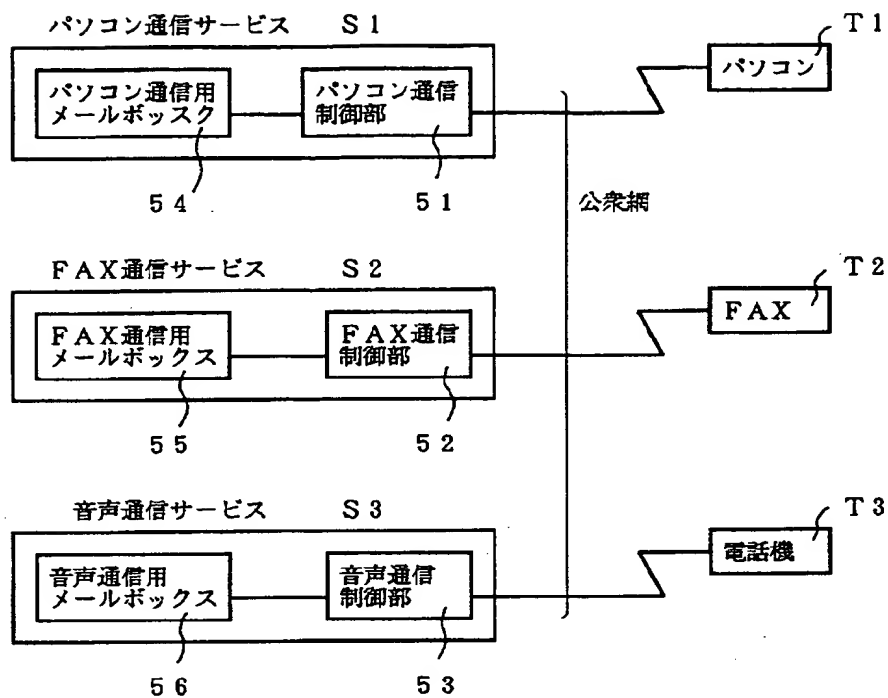 パソコン通信サービス S1
T1
パソコン
パソコン通信用
メールボッスク
パソコン通信
制御部
54
51
公衆網
FAX通信サービス S2
T2
FAX
FAX通信用
メールボックス
FAX通信
制御部
55
52
音声通信サービス S3
T3
電話機
音声通信用
メールボックス
音声通信
制御部
56
53